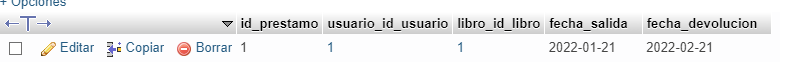 + Opciones
id_prestamo usuario_id_usuario libro_id_libro fecha_salida fecha_devolucion
Editar Copiar Borrar 1 1 1 2022-01-21 2022-02-21